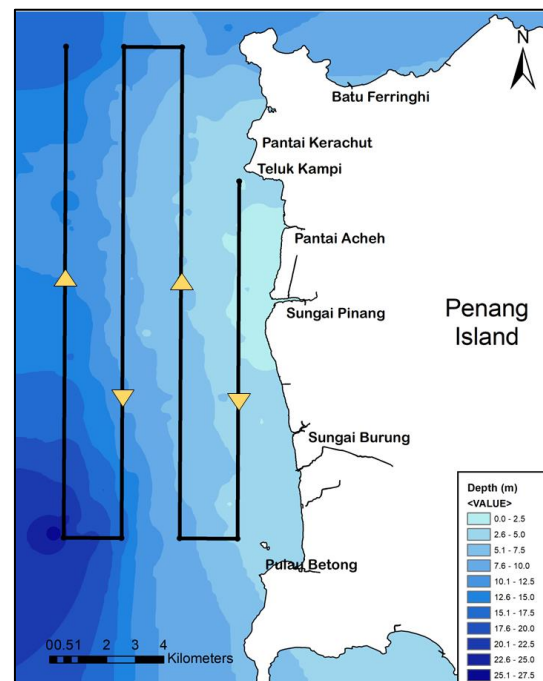 N
Batu Ferringhi
Pantai Kerachut
Teluk Kampi
Pantai Acheh
Sungai Pinang
Penang
Island
Sungai Burung
Pulau Betong
Depth (m)
<VALUE>
0.0 - 2.5
2.6 - 5.0
5.1 - 7.5
7.6 - 10.0
10.1 - 12.5
12.6 - 15.0
15.1 - 17.5
17.6 - 20.0
20.1 - 22.5
22.6 - 25.0
25.1 - 27.5
00.51 2 3 4
Kilometers